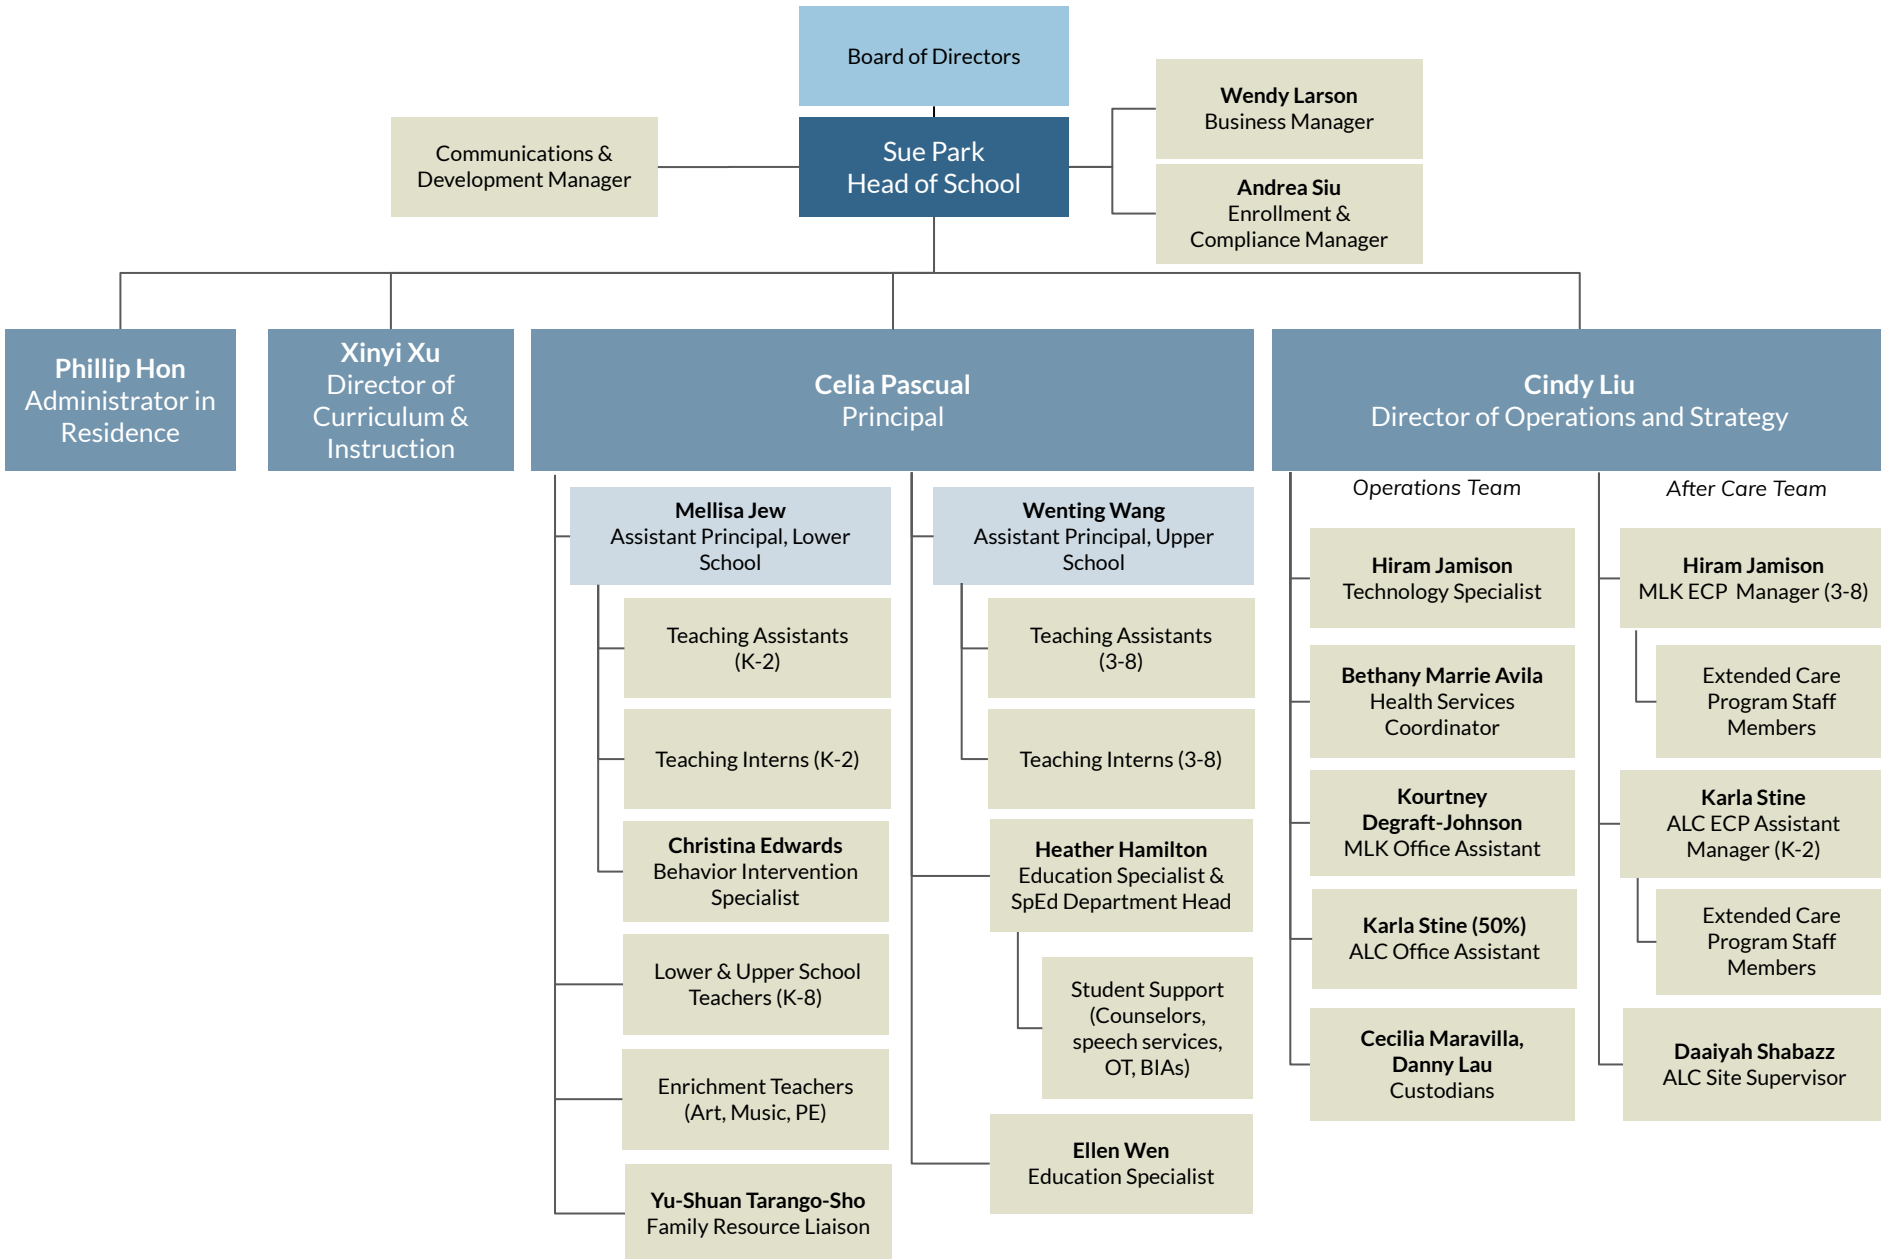 Board of Directors
Wendy Larson
Business Manager
Communications &
Development Manager
Sue Park
Head of School
Andrea Siu
Enrollment &
Compliance Manager
Phillip Hon
Administrator in
Residence
Xinyi Xu
Director of
Curriculum &
Instruction
Celia Pascual
Principal
Cindy Liu
Director of Operations and Strategy
Mellisa Jew
Assistant Principal, Lower
School
Teaching Assistants
(K-2)
Teaching Interns (K-2)
Christina Edwards
Behavior Intervention
Specialist
Lower & Upper School
Teachers (K-8)
Enrichment Teachers
(Art, Music, PE)
Yu-Shuan Tarango-Sho
Family Resource Liaison
Wenting Wang
Assistant Principal, Upper
School
Teaching Assistants
(3-8)
Teaching Interns (3-8)
Heather Hamilton
Education Specialist &
SpEd Department Head
Student Support
(Counselors,
speech services,
OT, BIAs)
Ellen Wen
Education Specialist
Operations Team
Hiram Jamison
Technology Specialist
Bethany Marrie Avila
Health Services
Coordinator
Kourtney
Degraft-Johnson
MLK Office Assistant
Karla Stine (50%)
ALC Office Assistant
Cecilia Maravilla,
Danny Lau
Custodians
After Care Team
Hiram Jamison
MLK ECP Manager (3-8)
Extended Care
Program Staff
Members
Karla Stine
ALC ECP Assistant
Manager (K-2)
Extended Care
Program Staff
Members
Daaiyah Shabazz
ALC Site Supervisor